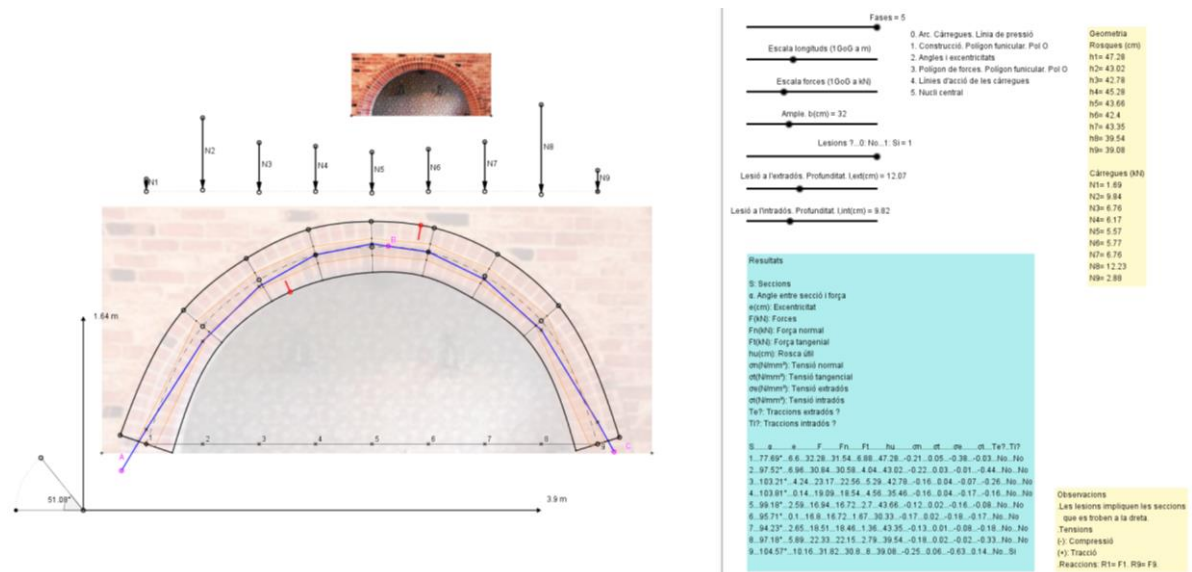 Fases = 5
0. Arc. Càrregues. Línia de pressió
1. Construcció. Polígon funicular. Pol O
2. Angles i excentricitats
3. Polígon de forces. Polígon funicular. Pol O
4. Línies d'acció de les càrregues
5. Nucli central
Escala longituds (1GoG a m)
Escala forces (1GoG a kN)
Ample. b(cm) = 32
Lesions ?...0: No...1: Si = 1
Lesió a l'extradós. Profunditat. l,ext(cm) = 12.07
Lesió a l'intradós. Profunditat. l,int(cm) = 9.82
Geometria
Rosques (cm)
h1= 47.28
h2= 43.02
h3= 42.78
h4= 45.28
h5= 43.66
h6= 42.4
h7= 43.35
h8= 39.54
h9= 39.08
Càrregues (kN)
N1= 1.69
N2= 9.84
N3= 6.76
N4= 6.17
N5= 5.57
N6= 5.77
N7= 6.76
N8= 12.23
N9= 2.88
N1
N2
N3
N4
N5
N6
N7
N8
N9
A
B
C
1
2
3
4
5
6
7
8
1.64 m
51.08°
3.9 m
Resultats
S: Seccions
α. Angle entre secció i força
e(cm): Excentricitat
F(kN): Forces
Fn(kN): Força normal
Ft(kN): Força tangenial
hu(cm): Rosca útil
σn(N/mm²): Tensió normal
σt(N/mm²): Tensió tangencial
σe(N/mm²): Tensió extradós
σi(N/mm²): Tensió intradós
Te?: Traccions extradós ?
Ti?: Traccions intradós ?
1...77.69°...6.6...32.28...31.54...6.88...47.28...-0.21...0.05...-0.38...-0.03...No...No
2...97.52°...6.96...30.84...30.58...4.04...43.02...-0.22...0.03...-0.01...-0.44...No...No
3...103.21°...4.24...23.17...22.56...5.29...42.78...-0.16...0.04...-0.07...-0.26...No...No
4...103.81°...0.14...19.09...18.54...4.56...35.46...-0.16...0.04...-0.17...-0.16...No...No
5...99.18°...2.59...16.94...16.72...2.7...43.66...-0.12...0.02...-0.16...-0.08...No...No
6...95.71°...0.1...16.8...16.72...1.67...30.33...-0.17...0.02...-0.18...-0.17...No...No
7...94.23°...2.65...18.51...18.46...1.36...43.35...-0.13...0.01...-0.08...-0.18...No...No
8...97.18°...5.89...22.33...22.15...2.79...39.54...-0.18...0.02...-0.02...-0.33...No...No
9...104.57°...10.16...31.82...30.8...8...39.08...-0.25...0.06...-0.63...0.14...No...Si
Observacions
.Les lesions impliquen les seccions
que es troben a la dreta.
.Tensions
(-): Compressió
(+): Tracció
.Reaccions: R1= F1. R9= F9.